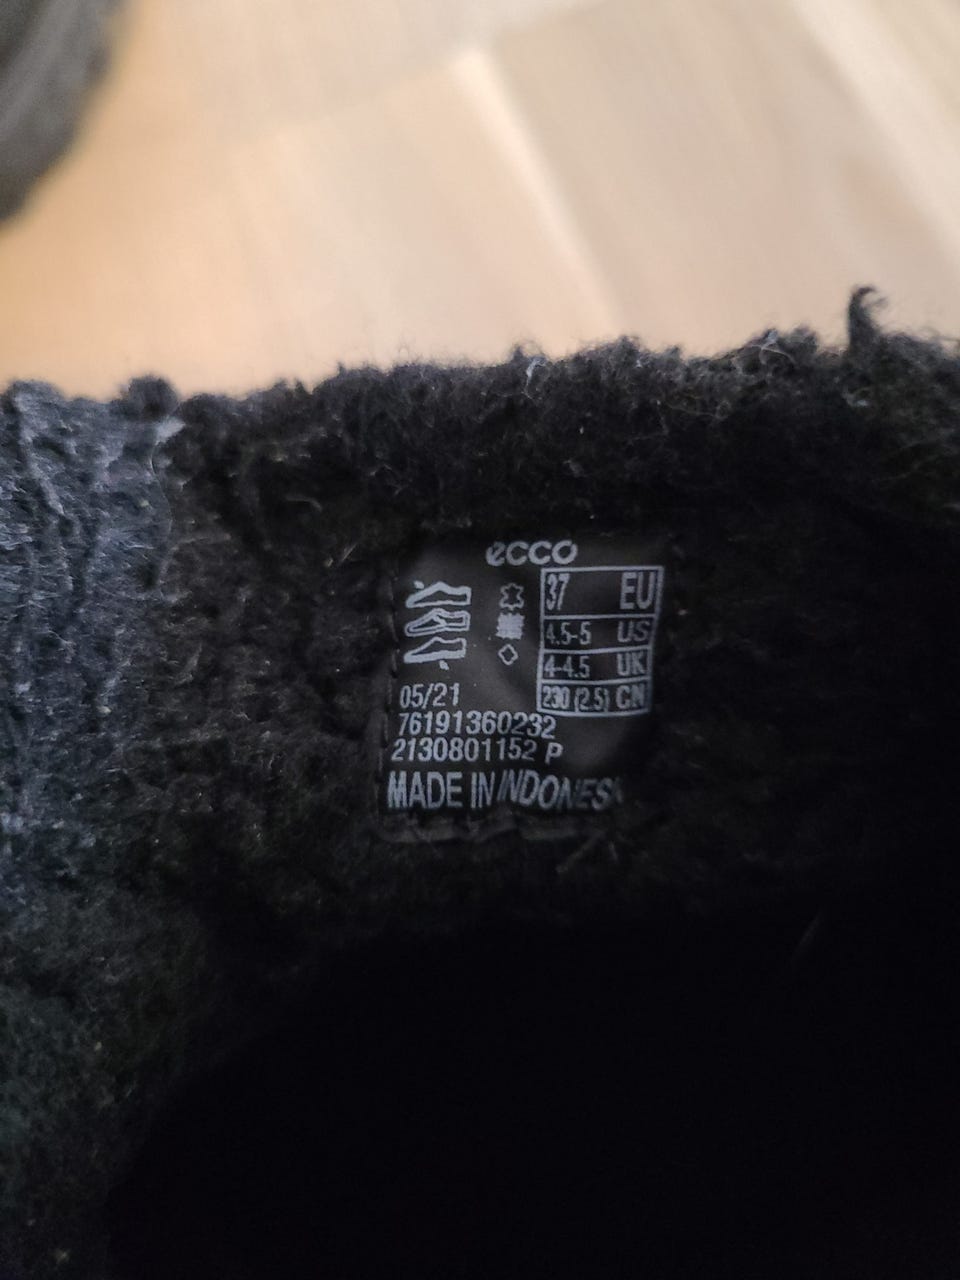 ecco
37 EU
4.5-5 US
4-4.5 UK
230 (2.5) CN
05/21
76191360232
2130801152 P
MADE IN INDONESIA